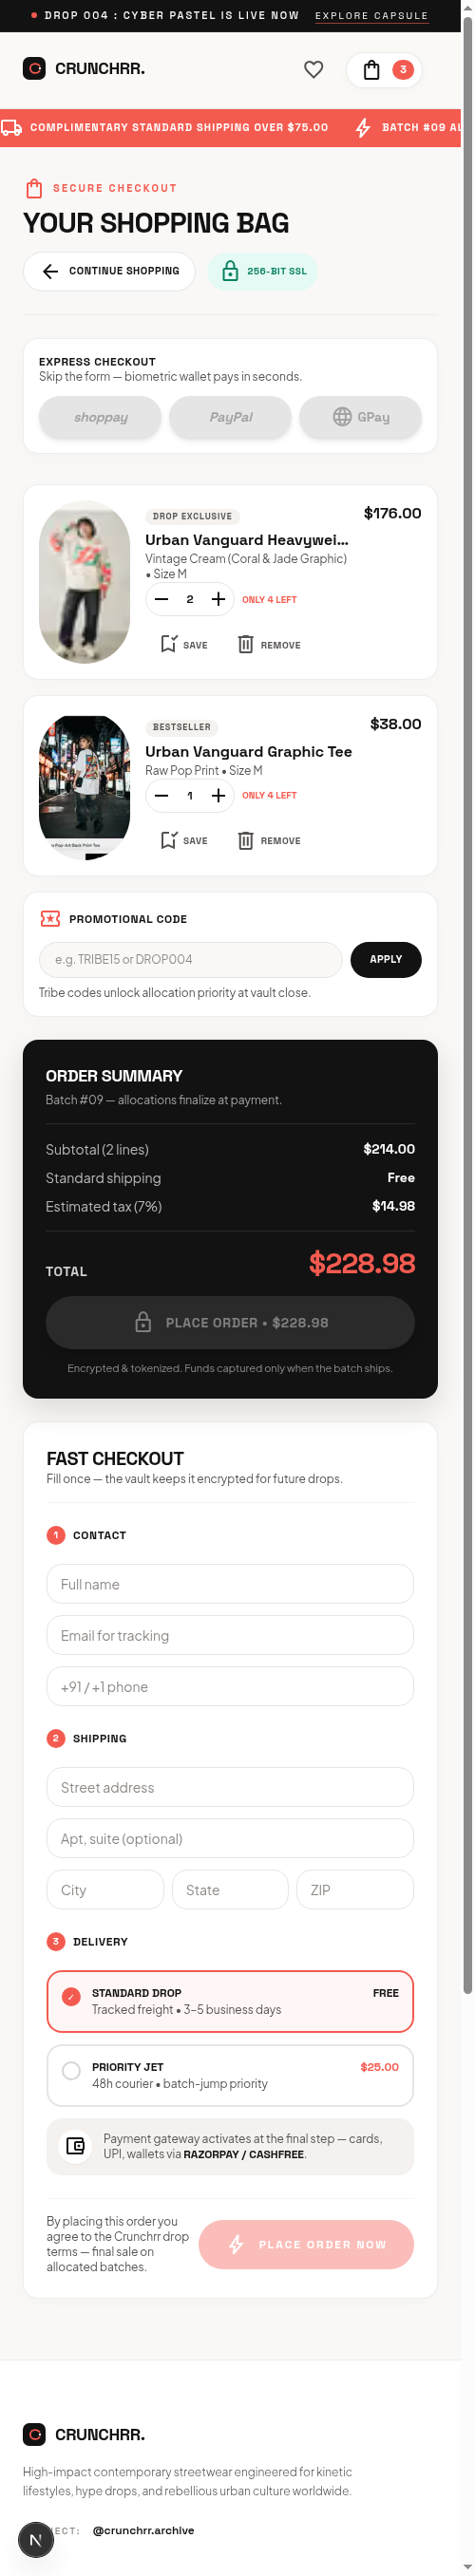 DROP 004 : CYBER PASTEL IS LIVE NOW EXPLORE CAPSULE
CRUNCHRR. 3
COMPLIMENTARY STANDARD SHIPPING OVER $75.00 BATCH #09
SECURE CHECKOUT
YOUR SHOPPING BAG
CONTINUE SHOPPING 256-BIT SSL
EXPRESS CHECKOUT
Skip the form — biometric wallet pays in seconds.
shoppay PayPal GPay
DROP EXCLUSIVE $176.00
Urban Vanguard Heavywei...
Vintage Cream (Coral & Jade Graphic)
• Size M
2 ONLY 4 LEFT
SAVE REMOVE
BESTSELLER $38.00
Urban Vanguard Graphic Tee
Raw Pop Print • Size M
1 ONLY 4 LEFT
SAVE REMOVE
PROMOTIONAL CODE
e.g. TRIBE15 or DROP004 APPLY
Tribe codes unlock allocation priority at vault close.
ORDER SUMMARY
Batch #09 — allocations finalize at payment.
Subtotal (2 lines) $214.00
Standard shipping Free
Estimated tax (7%) $14.98
TOTAL $228.98
PLACE ORDER • $228.98
Encrypted & tokenized. Funds captured only when the batch ships.
FAST CHECKOUT
Fill once — the vault keeps it encrypted for future drops.
1 CONTACT
Full name
Email for tracking
+91 / +1 phone
2 SHIPPING
Street address
Apt, suite (optional)
City State ZIP
3 DELIVERY
STANDARD DROP FREE
Tracked freight • 3–5 business days
PRIORITY JET $25.00
48h courier • batch-jump priority
Payment gateway activates at the final step — cards,
UPI, wallets via RAZORPAY / CASHFREE.
By placing this order you
agree to the Crunchrr drop
terms — final sale on
allocated batches.
PLACE ORDER NOW
CRUNCHRR.
High-impact contemporary streetwear engineered for kinetic
lifestyles, hype drops, and rebellious urban culture worldwide.
N @crunchrr.archive